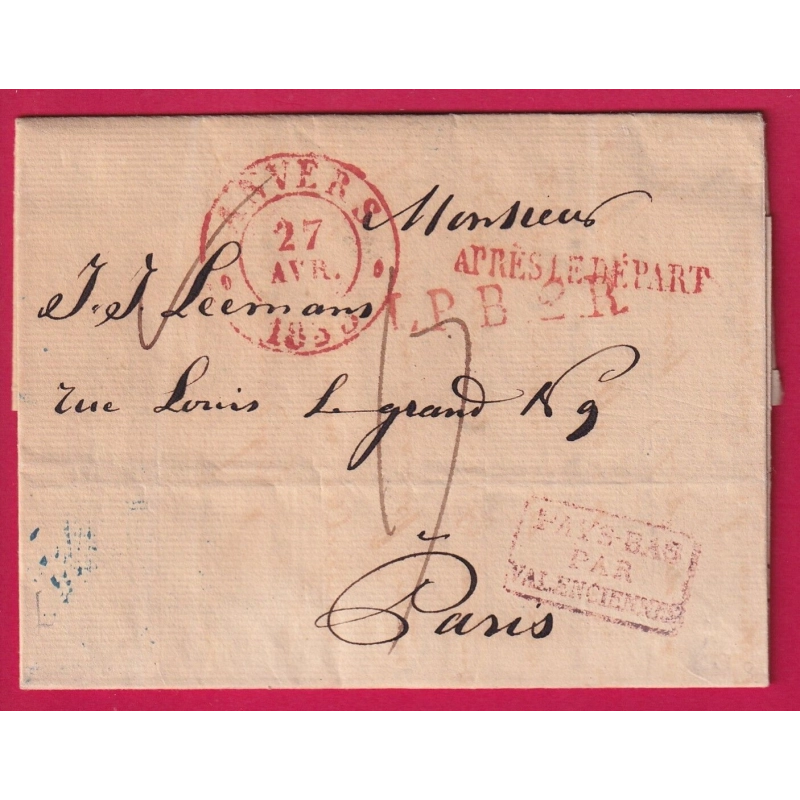 ANVERS
27
AVR.
Monsieur
APRÈS LE DÉPART
J. J. Leemans
L.P.B.2.R
rue Louis Le grand No 9
PAYS-BAS
PAR
VALENCIENNES
à Paris